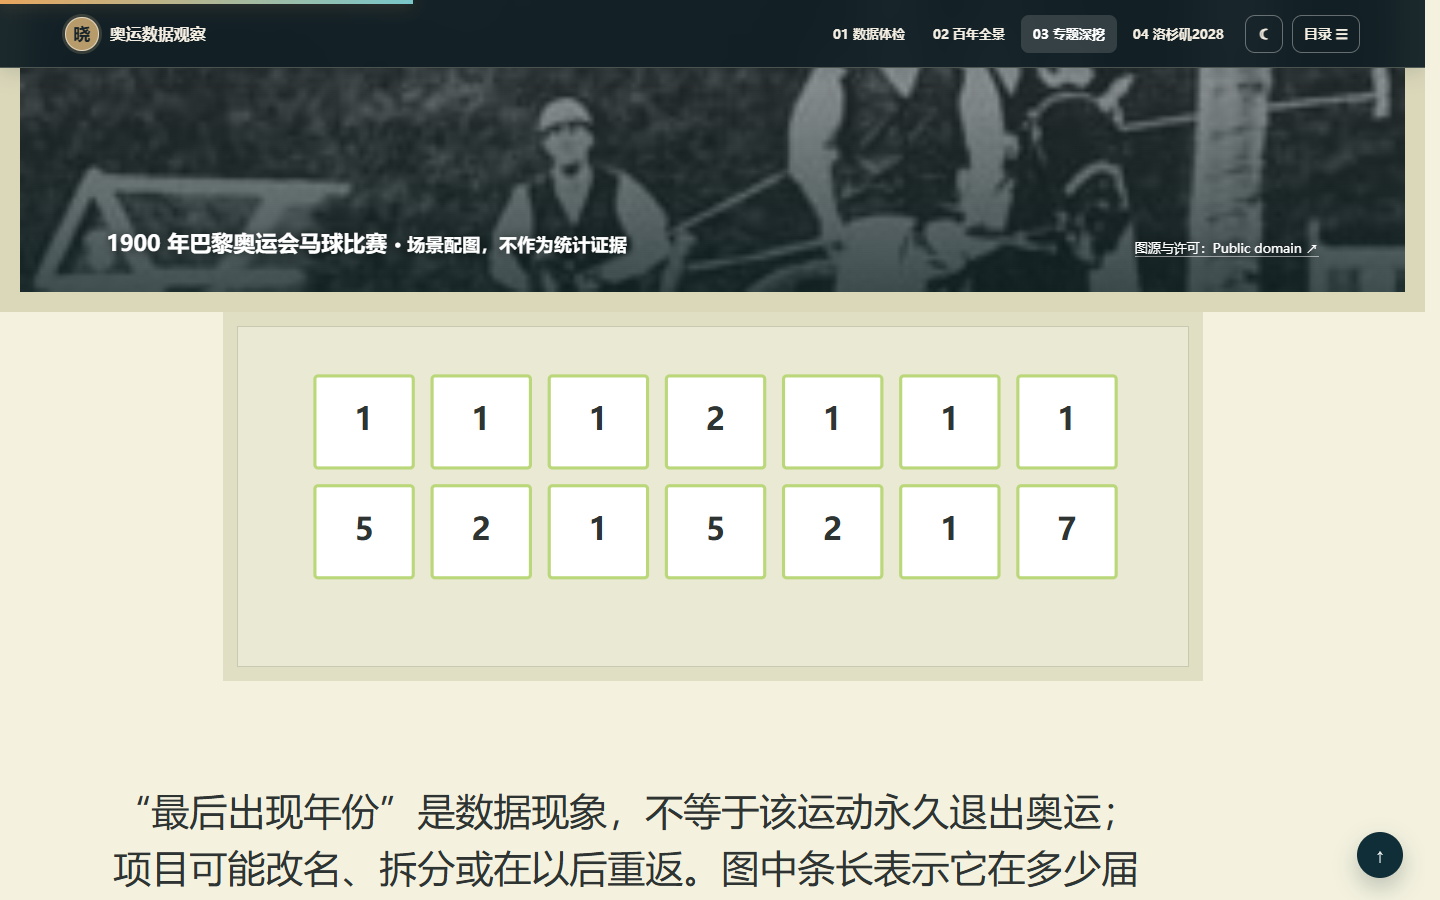 晓 奥运数据观察 01 数据体检 02 百年全景 03 专题深挖 04 洛杉矶2028 目录 ☰
1900 年巴黎奥运会马球比赛 · 场景配图，不作为统计证据 图源与许可：Public domain ↗
1 1 1 2 1 1 1
5 2 1 5 2 1 7
“最后出现年份”是数据现象，不等于该运动永久退出奥运；
项目可能改名、拆分或在以后重返。图中条长表示它在多少届
↑